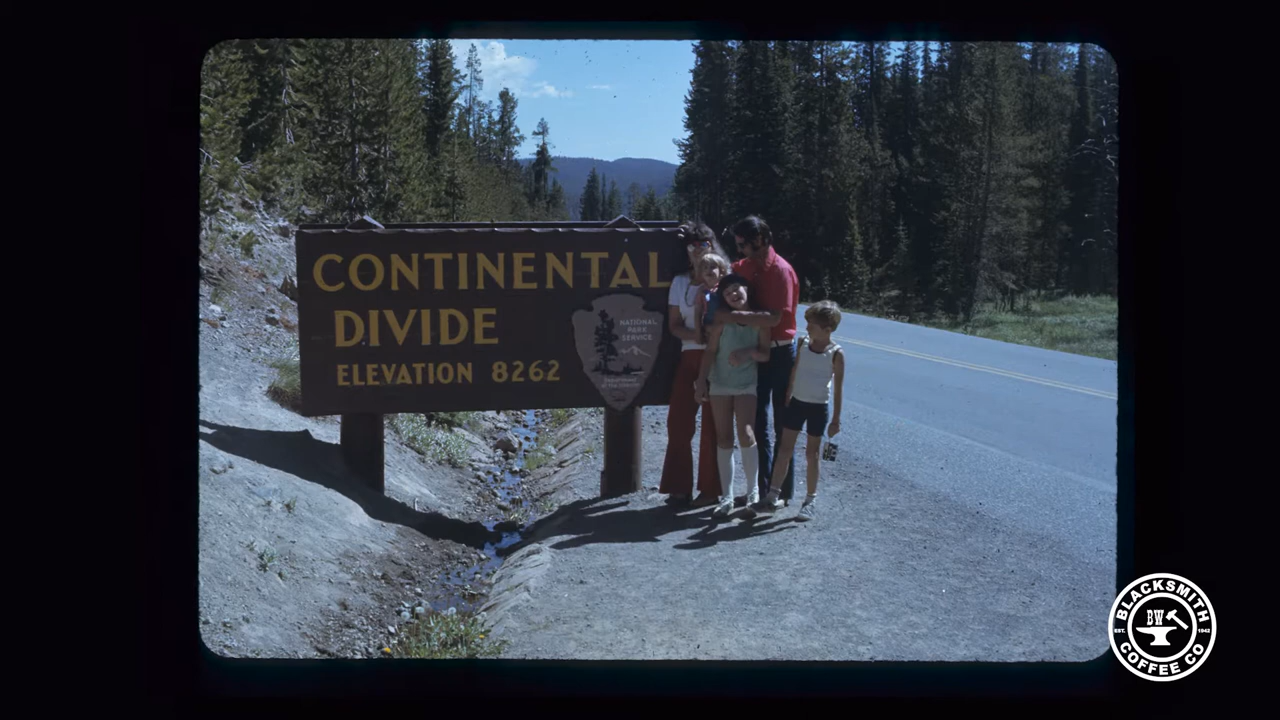 CONTINENTAL
DIVIDE
ELEVATION 8262
NATIONAL
PARK
SERVICE
BLACKSMITH
BW
EST. 1942
COFFEE CO